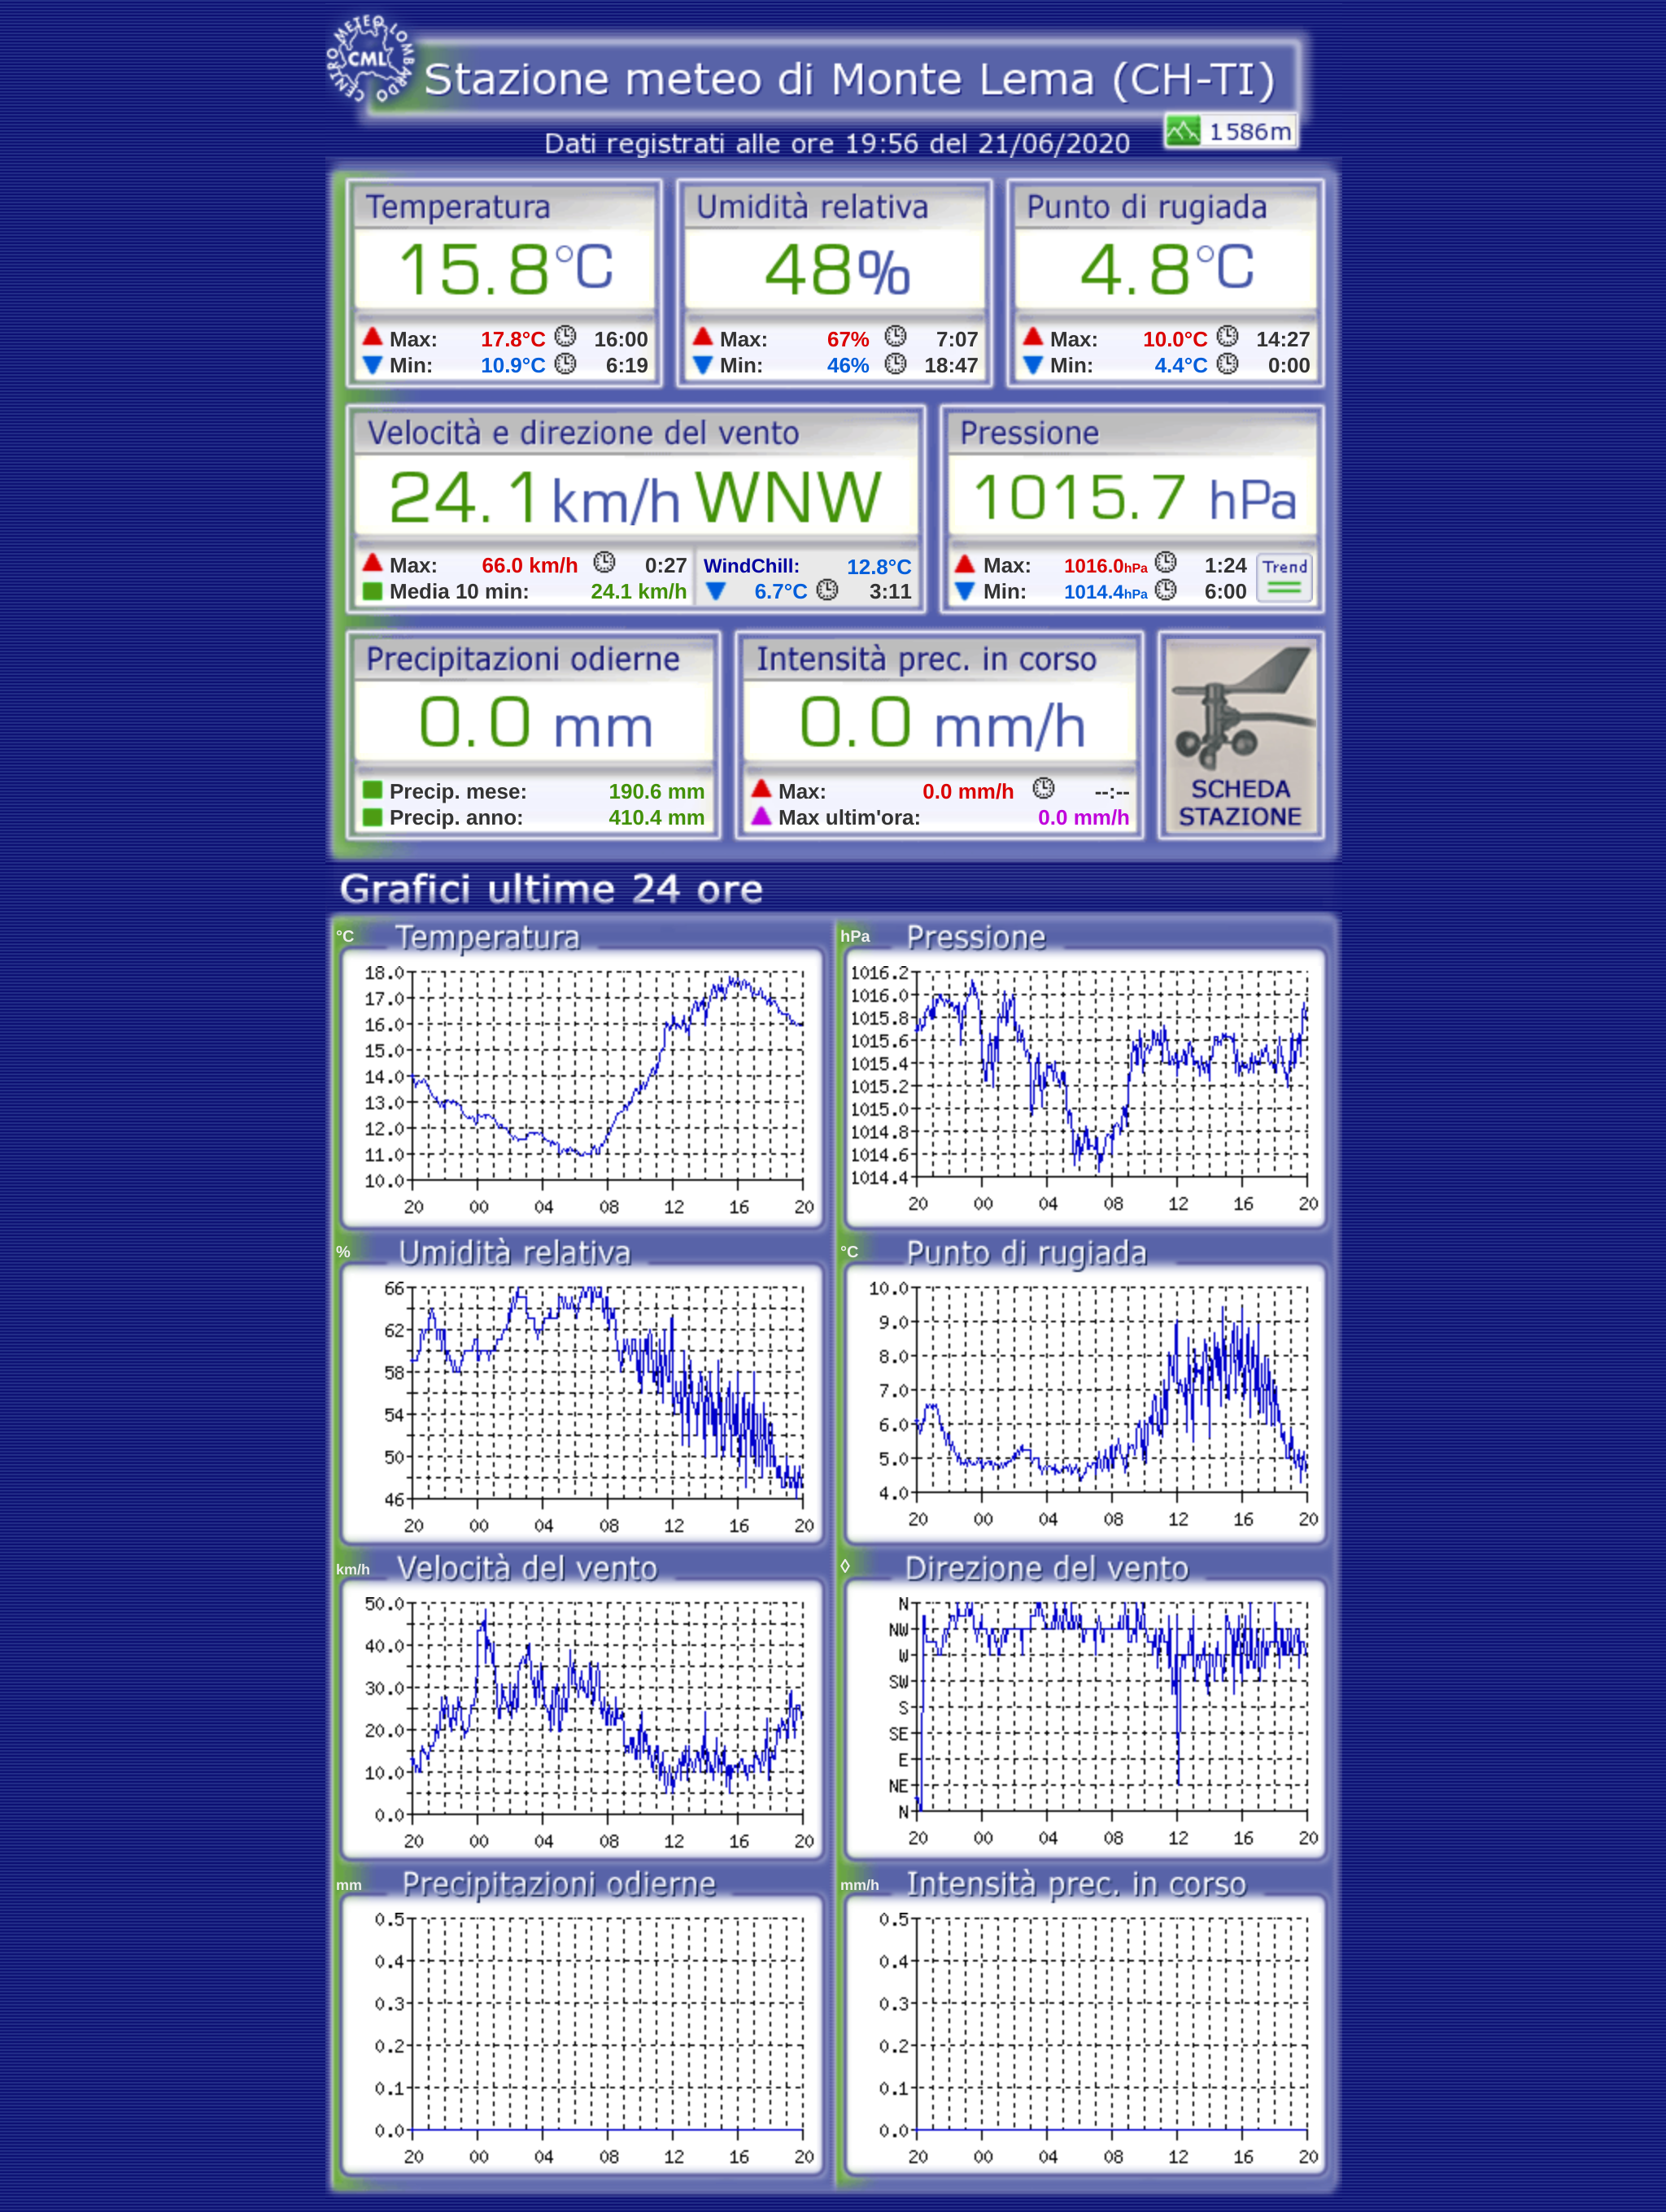 CENTRO METEO LOMBARDO
CML
Stazione meteo di Monte Lema (CH-TI)
1586m
Dati registrati alle ore 19:56 del 21/06/2020
Temperatura Umidità relativa Punto di rugiada
15.8°C 48% 4.8°C
Max: 17.8°C 16:00 Max: 67% 7:07 Max: 10.0°C 14:27
Min: 10.9°C 6:19 Min: 46% 18:47 Min: 4.4°C 0:00
Velocità e direzione del vento Pressione
24.1 km/h WNW 1015.7 hPa
Max: 66.0 km/h 0:27 WindChill: 12.8°C Max: 1016.0hPa 1:24 Trend
Media 10 min: 24.1 km/h 6.7°C 3:11 Min: 1014.4hPa 6:00
Precipitazioni odierne Intensità prec. in corso
0.0 mm 0.0 mm/h
Precip. mese: 190.6 mm Max: 0.0 mm/h --:-- SCHEDA
Precip. anno: 410.4 mm Max ultim'ora: 0.0 mm/h STAZIONE
Grafici ultime 24 ore
°C Temperatura
18.0
17.0
16.0
15.0
14.0
13.0
12.0
11.0
10.0
20 00 04 08 12 16 20
hPa Pressione
1016.2
1016.0
1015.8
1015.6
1015.4
1015.2
1015.0
1014.8
1014.6
1014.4
20 00 04 08 12 16 20
% Umidità relativa
66
62
58
54
50
46
20 00 04 08 12 16 20
°C Punto di rugiada
10.0
9.0
8.0
7.0
6.0
5.0
4.0
20 00 04 08 12 16 20
km/h Velocità del vento
50.0
40.0
30.0
20.0
10.0
0.0
20 00 04 08 12 16 20
◊ Direzione del vento
N
NW
W
SW
S
SE
E
NE
N
20 00 04 08 12 16 20
mm Precipitazioni odierne
0.5
0.4
0.3
0.2
0.1
0.0
20 00 04 08 12 16 20
mm/h Intensità prec. in corso
0.5
0.4
0.3
0.2
0.1
0.0
20 00 04 08 12 16 20